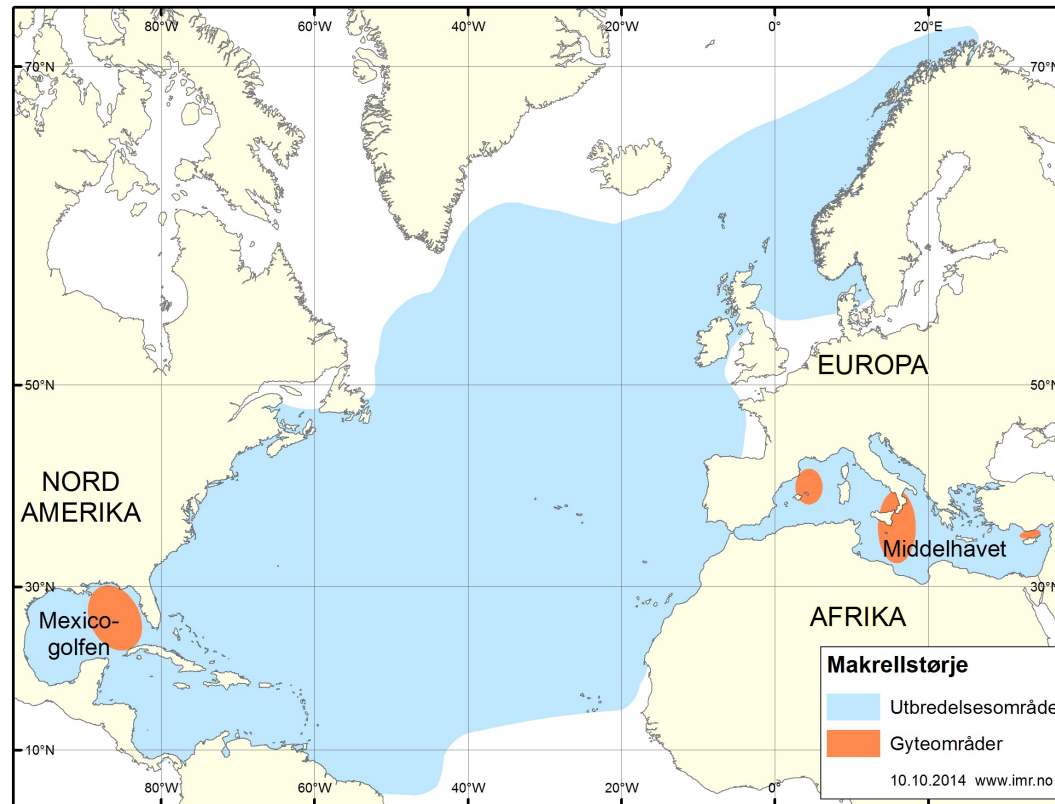 80°W 60°W 40°W 20°W 0° 20°E
70°N 70°N
50°N 50°N
EUROPA
NORD
AMERIKA
Middelhavet
30°N 30°N
Mexico-
golfen
AFRIKA
Makrellstørje
Utbredelsesområde
Gyteområder
10.10.2014 www.imr.no
10°N
80°W 60°W 40°W 20°W 0°